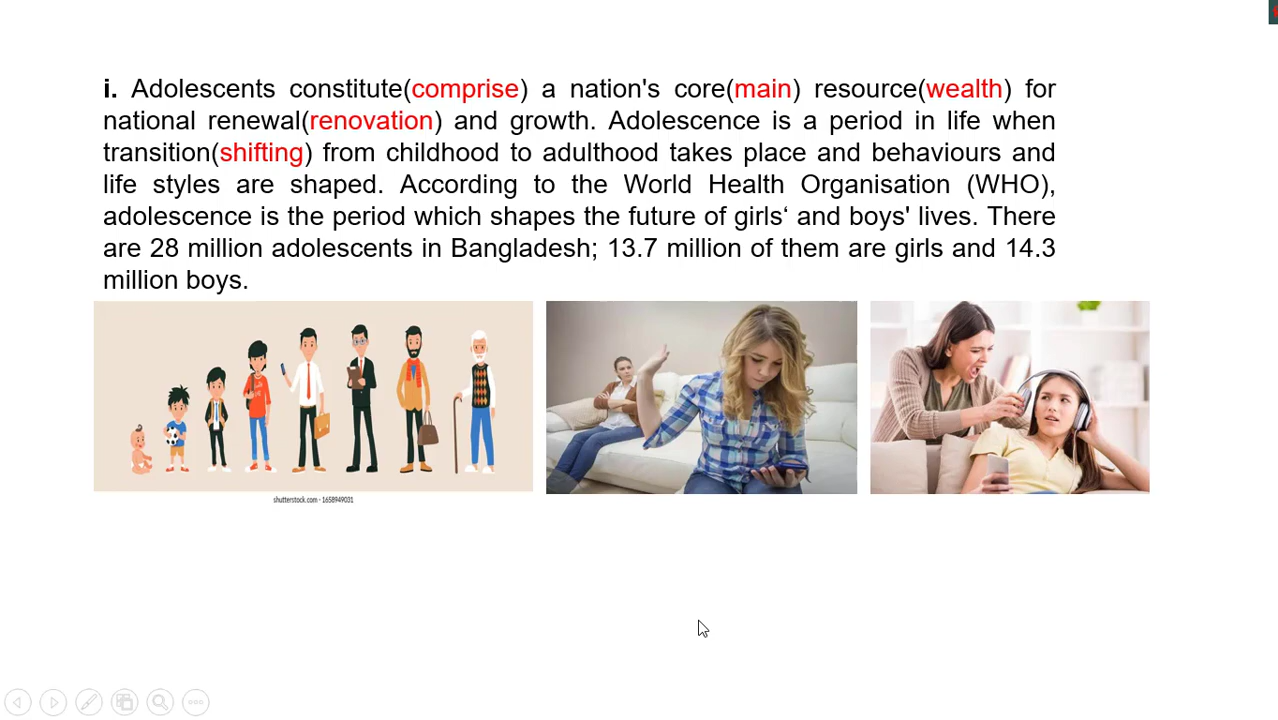 i. Adolescents constitute(comprise) a nation's core(main) resource(wealth) for
national renewal(renovation) and growth. Adolescence is a period in life when
transition(shifting) from childhood to adulthood takes place and behaviours and
life styles are shaped. According to the World Health Organisation (WHO),
adolescence is the period which shapes the future of girls‘ and boys' lives. There
are 28 million adolescents in Bangladesh; 13.7 million of them are girls and 14.3
million boys.
shutterstock.com • 1658949031